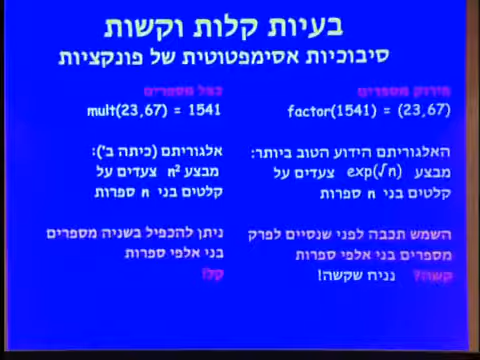 בעיות קלות וקשות
סיבוכיות אסימפטוטית של פונקציות
פירוק מספרים
factor(1541) = (23,67)
האלגוריתם הידוע הטוב ביותר:
מבצע exp(√n) צעדים על
קלטים בני n ספרות
השמש תכבה לפני שנסיים לפרק
מספרים בני אלפי ספרות
קשה? נניח שקשה!
כפל מספרים
mult(23,67) = 1541
אלגוריתם (כיתה ב'):
מבצע n² צעדים על
קלטים בני n ספרות
ניתן להכפיל בשניה מספרים
בני אלפי ספרות
קל!